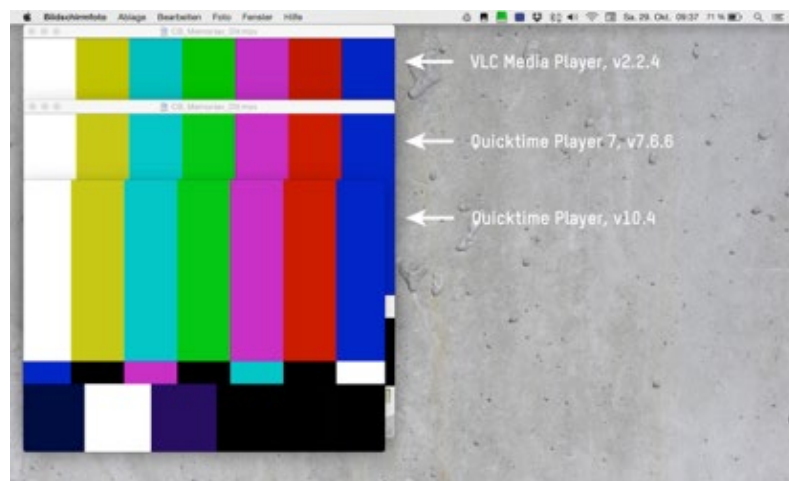 Bildschirmfoto Ablage Bearbeiten Foto Fenster Hilfe Sa. 29. Okt. 09:37 71 %
VLC Media Player, v2.2.4
Quicktime Player 7, v7.6.6
Quicktime Player, v10.4